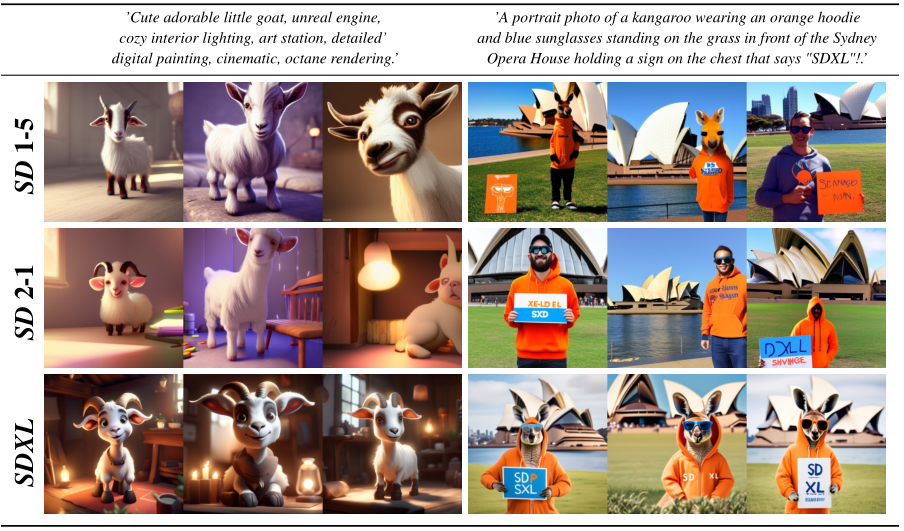 'Cute adorable little goat, unreal engine,
cozy interior lighting, art station, detailed'
digital painting, cinematic, octane rendering.'
'A portrait photo of a kangaroo wearing an orange hoodie
and blue sunglasses standing on the grass in front of the Sydney
Opera House holding a sign on the chest that says "SDXL"!.'
SD 1-5
SD 2-1
XE-LD EL
SXD
DXLL
SDXL
SDP
SXL
SD XL
SD
XL